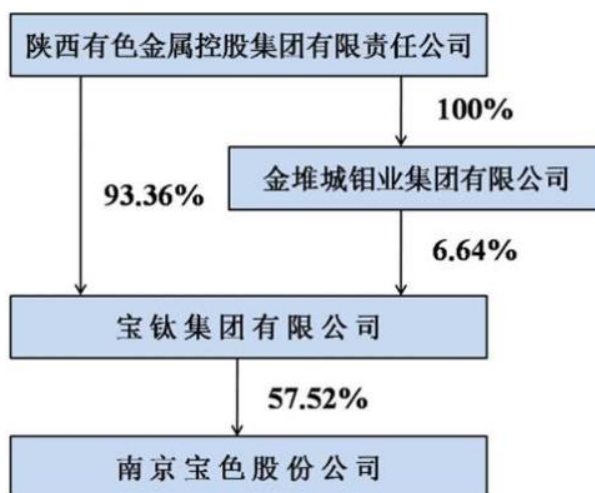 陕西有色金属控股集团有限责任公司
100%
金堆城钼业集团有限公司
93.36%
6.64%
宝钛集团有限公司
57.52%
南京宝色股份公司